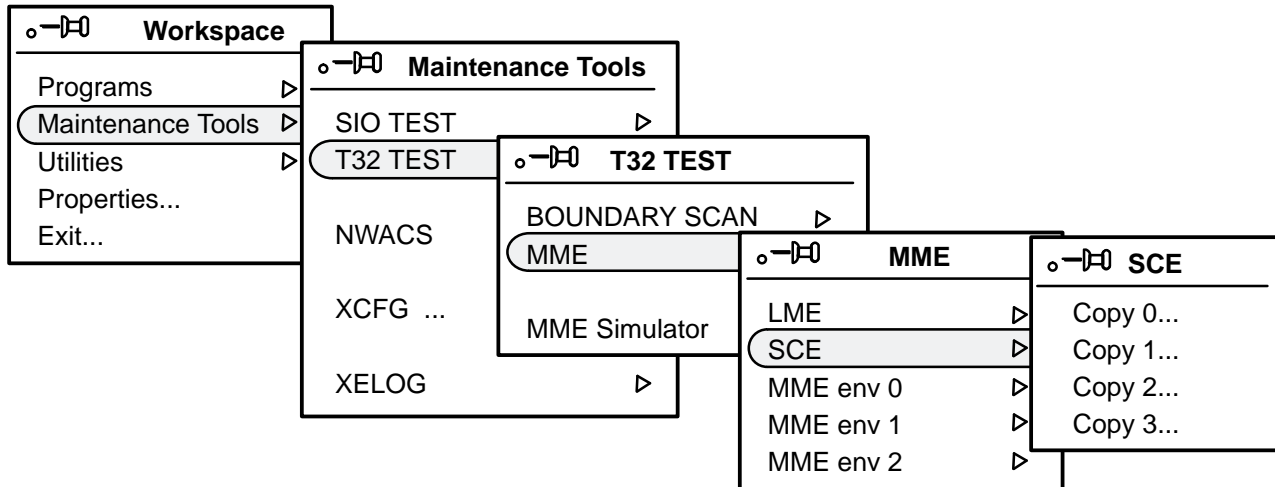 Workspace
Programs
Maintenance Tools
Utilities
Properties...
Exit...
Maintenance Tools
SIO TEST
T32 TEST
NWACS
XCFG ...
XELOG
T32 TEST
BOUNDARY SCAN
MME
MME Simulator
MME
LME
SCE
MME env 0
MME env 1
MME env 2
SCE
Copy 0...
Copy 1...
Copy 2...
Copy 3...